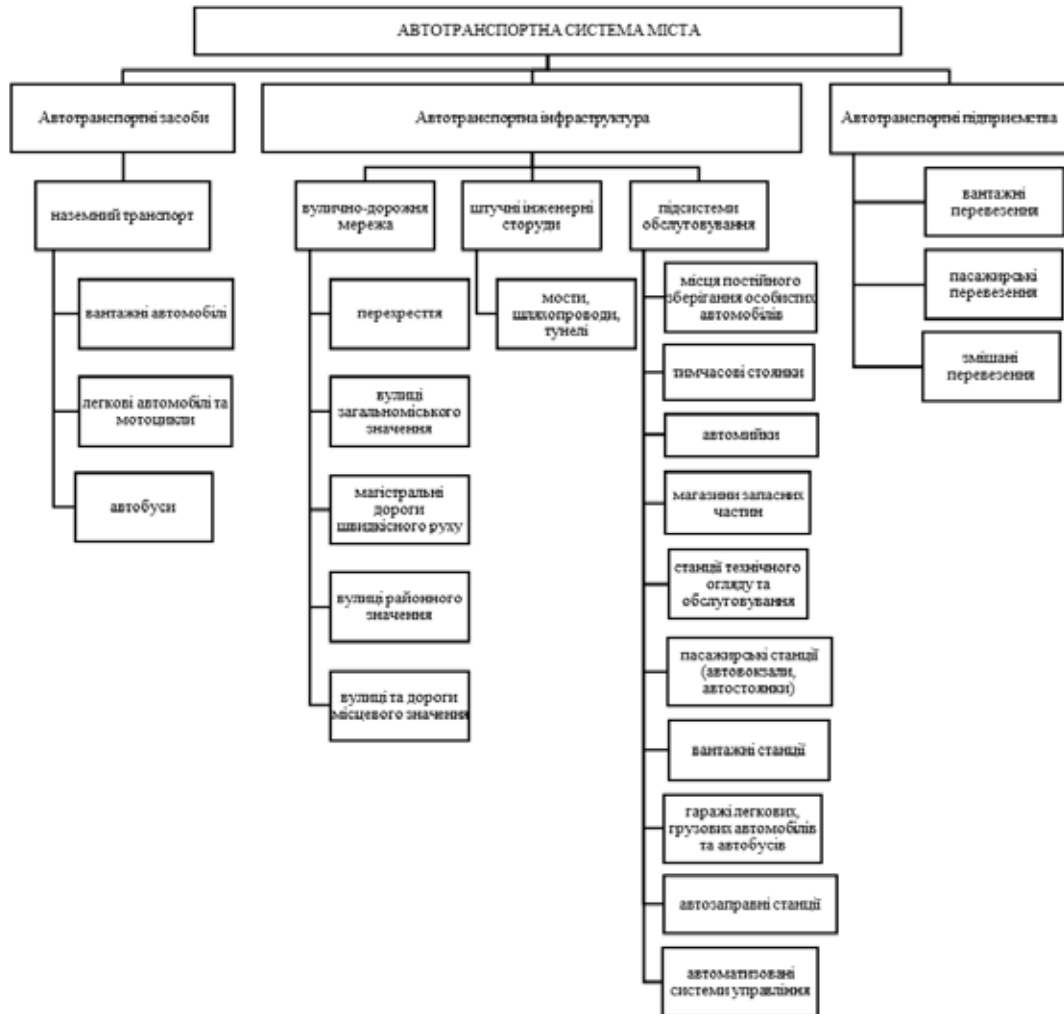 АВТОТРАНСПОРТНА СИСТЕМА МІСТА
Автотранспортні засоби
Автотранспортна інфраструктура
Автотранспортні підприємства
наземний транспорт
вулично-дорожня
мережа
штучні інженерні
сторуди
підсистеми
обслуговування
вантажні автомобілі
легкові автомобілі та
мотоцикли
автобуси
перехрестя
вулиці
загальноміського
значення
магістральні
дороги
швидкісного руху
вулиці районного
значення
вулиці та дороги
місцевого значення
мости,
шляхопроводи,
тунелі
місця постійного
зберігання особистих
автомобілів
тимчасові стоянки
автомийки
магазини запасних
частин
станції технічного
огляду та
обслуговування
пасажирські станції
(автовокзали,
автостоянки)
вантажні станції
гаражі легкових,
грузових автомобілів
та автобусів
автозаправні станції
автоматизовані
системи управління
вантажні
перевезення
пасажирські
перевезення
змішані
перевезення